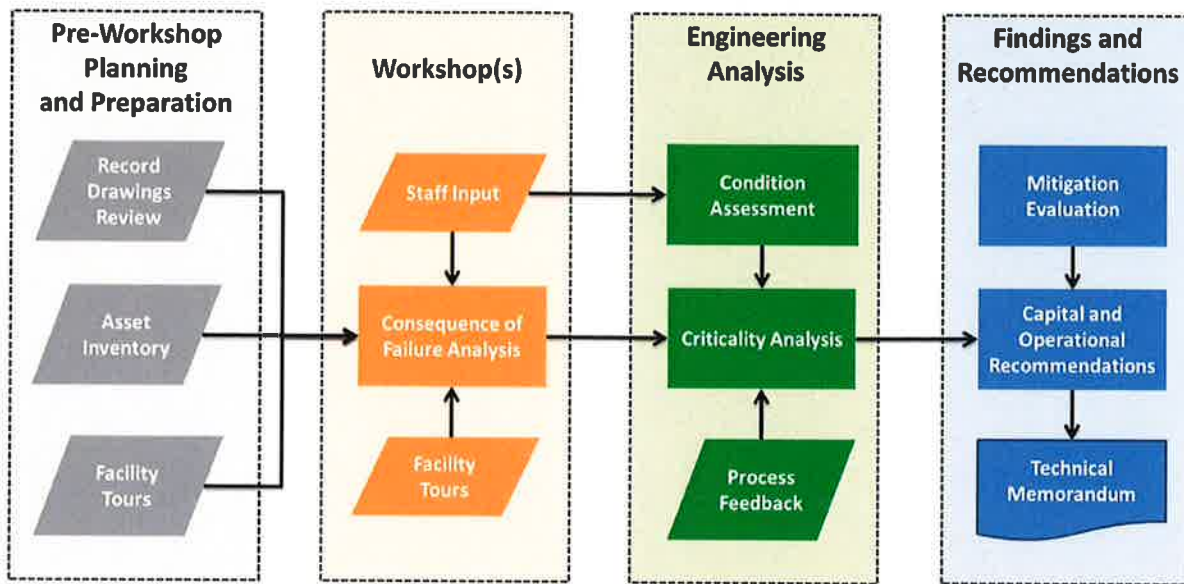 Pre-Workshop
Planning
and Preparation
Record
Drawings
Review
Asset
Inventory
Facility
Tours
Workshop(s)
Staff Input
Consequence of
Failure Analysis
Facility
Tours
Engineering
Analysis
Condition
Assessment
Criticality Analysis
Process
Feedback
Findings and
Recommendations
Mitigation
Evaluation
Capital and
Operational
Recommendations
Technical
Memorandum